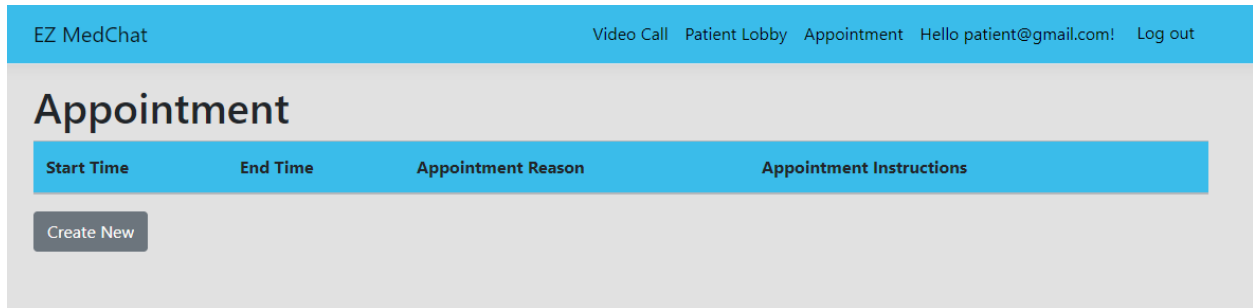 EZ MedChat Video Call Patient Lobby Appointment Hello patient@gmail.com! Log out
Appointment
Start Time End Time Appointment Reason Appointment Instructions
Create New